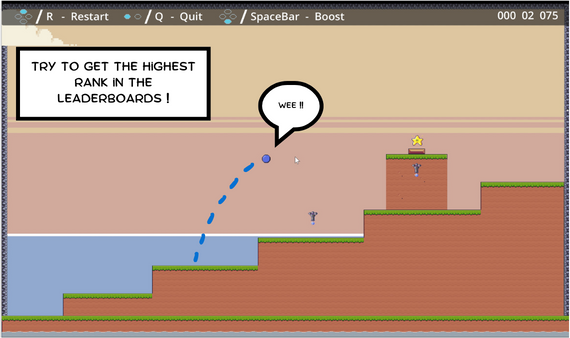 R - Restart / Q - Quit / SpaceBar - Boost 000 02 075
TRY TO GET THE HIGHEST
RANK IN THE
LEADERBOARDS !
WEE !!